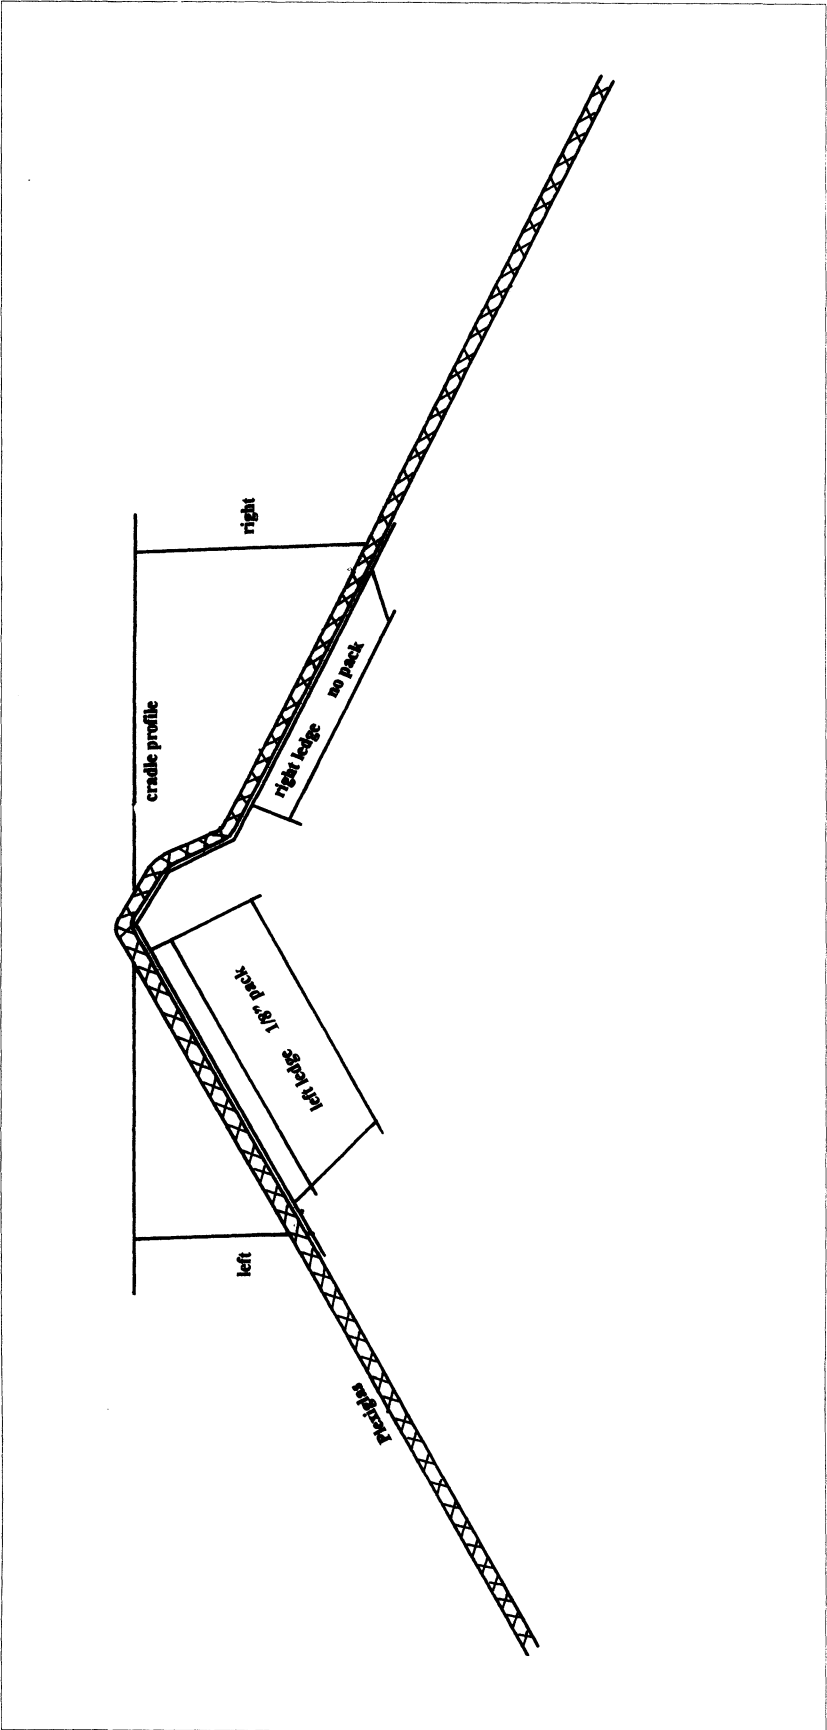 right
cradle profile
right ledge no pack
left ledge 1/8" pack
left
Plexiglas